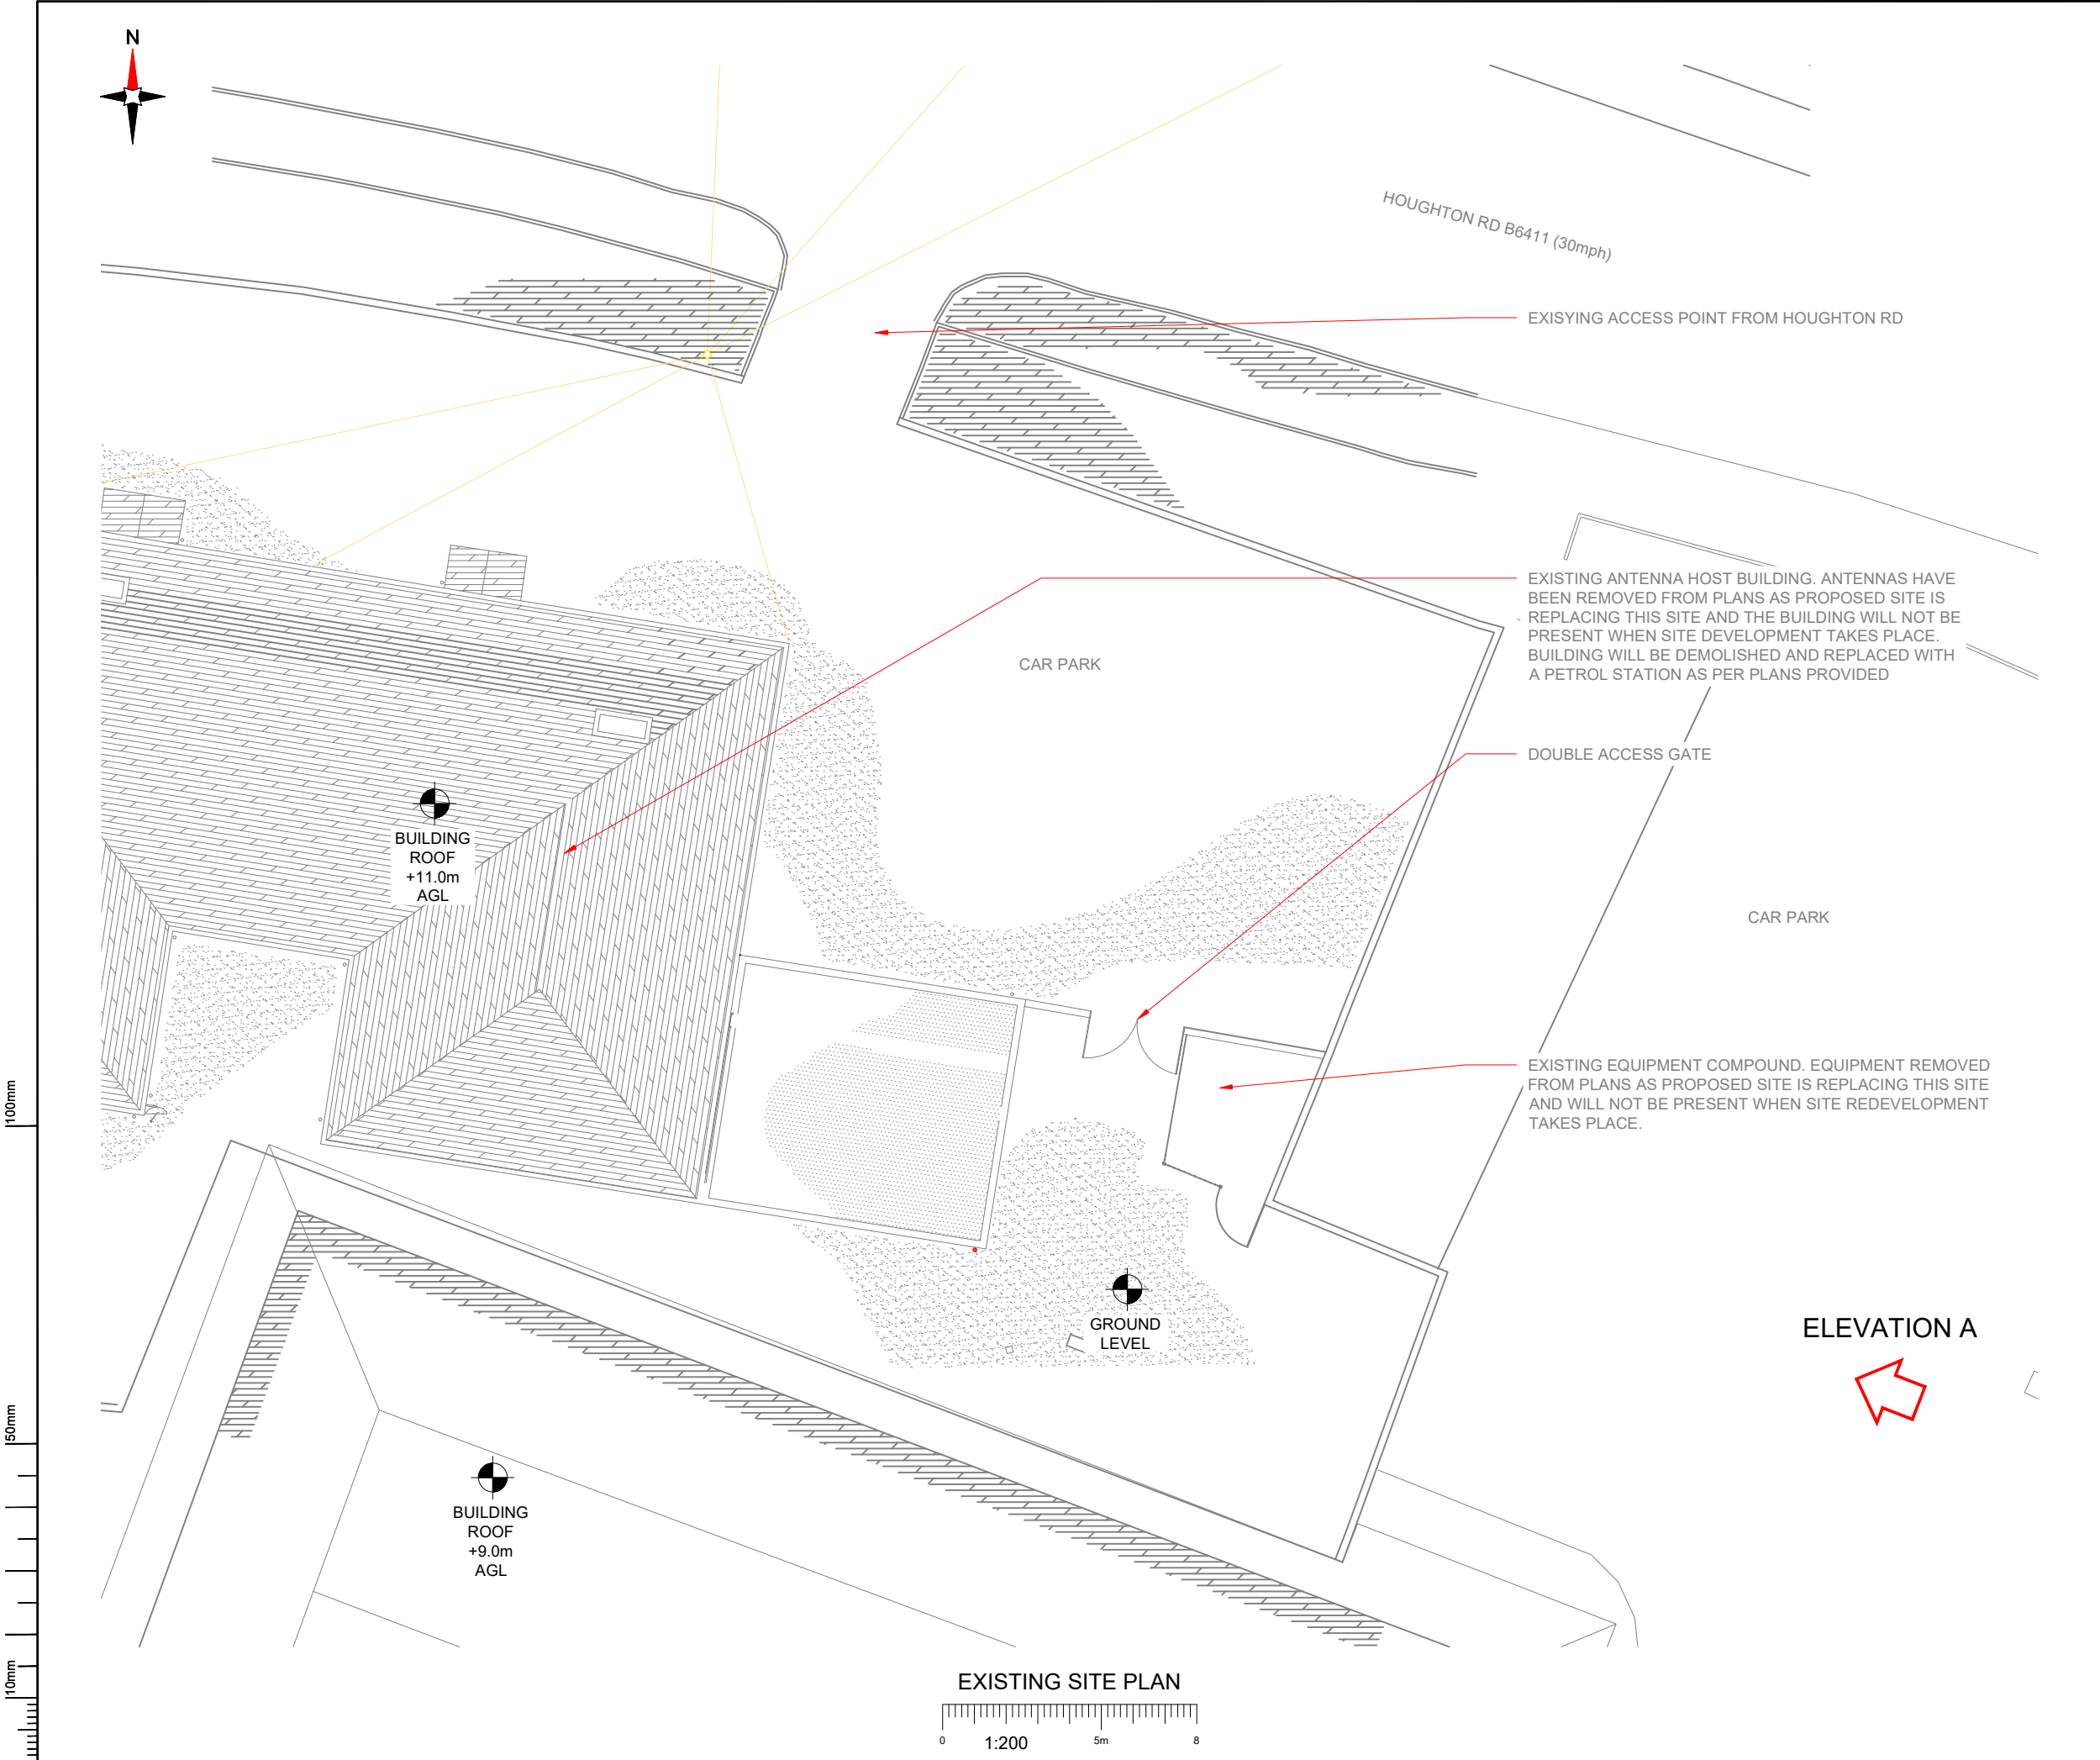 N
HOUGHTON RD B6411 (30mph)
EXISYING ACCESS POINT FROM HOUGHTON RD
EXISTING ANTENNA HOST BUILDING. ANTENNAS HAVE
BEEN REMOVED FROM PLANS AS PROPOSED SITE IS
REPLACING THIS SITE AND THE BUILDING WILL NOT BE
PRESENT WHEN SITE DEVELOPMENT TAKES PLACE.
BUILDING WILL BE DEMOLISHED AND REPLACED WITH
A PETROL STATION AS PER PLANS PROVIDED
CAR PARK
DOUBLE ACCESS GATE
BUILDING
ROOF
+11.0m
AGL
CAR PARK
EXISTING EQUIPMENT COMPOUND. EQUIPMENT REMOVED
FROM PLANS AS PROPOSED SITE IS REPLACING THIS SITE
AND WILL NOT BE PRESENT WHEN SITE REDEVELOPMENT
TAKES PLACE.
100mm
GROUND
LEVEL
ELEVATION A
50mm
BUILDING
ROOF
+9.0m
AGL
10mm
EXISTING SITE PLAN
0 1:200 5m 8